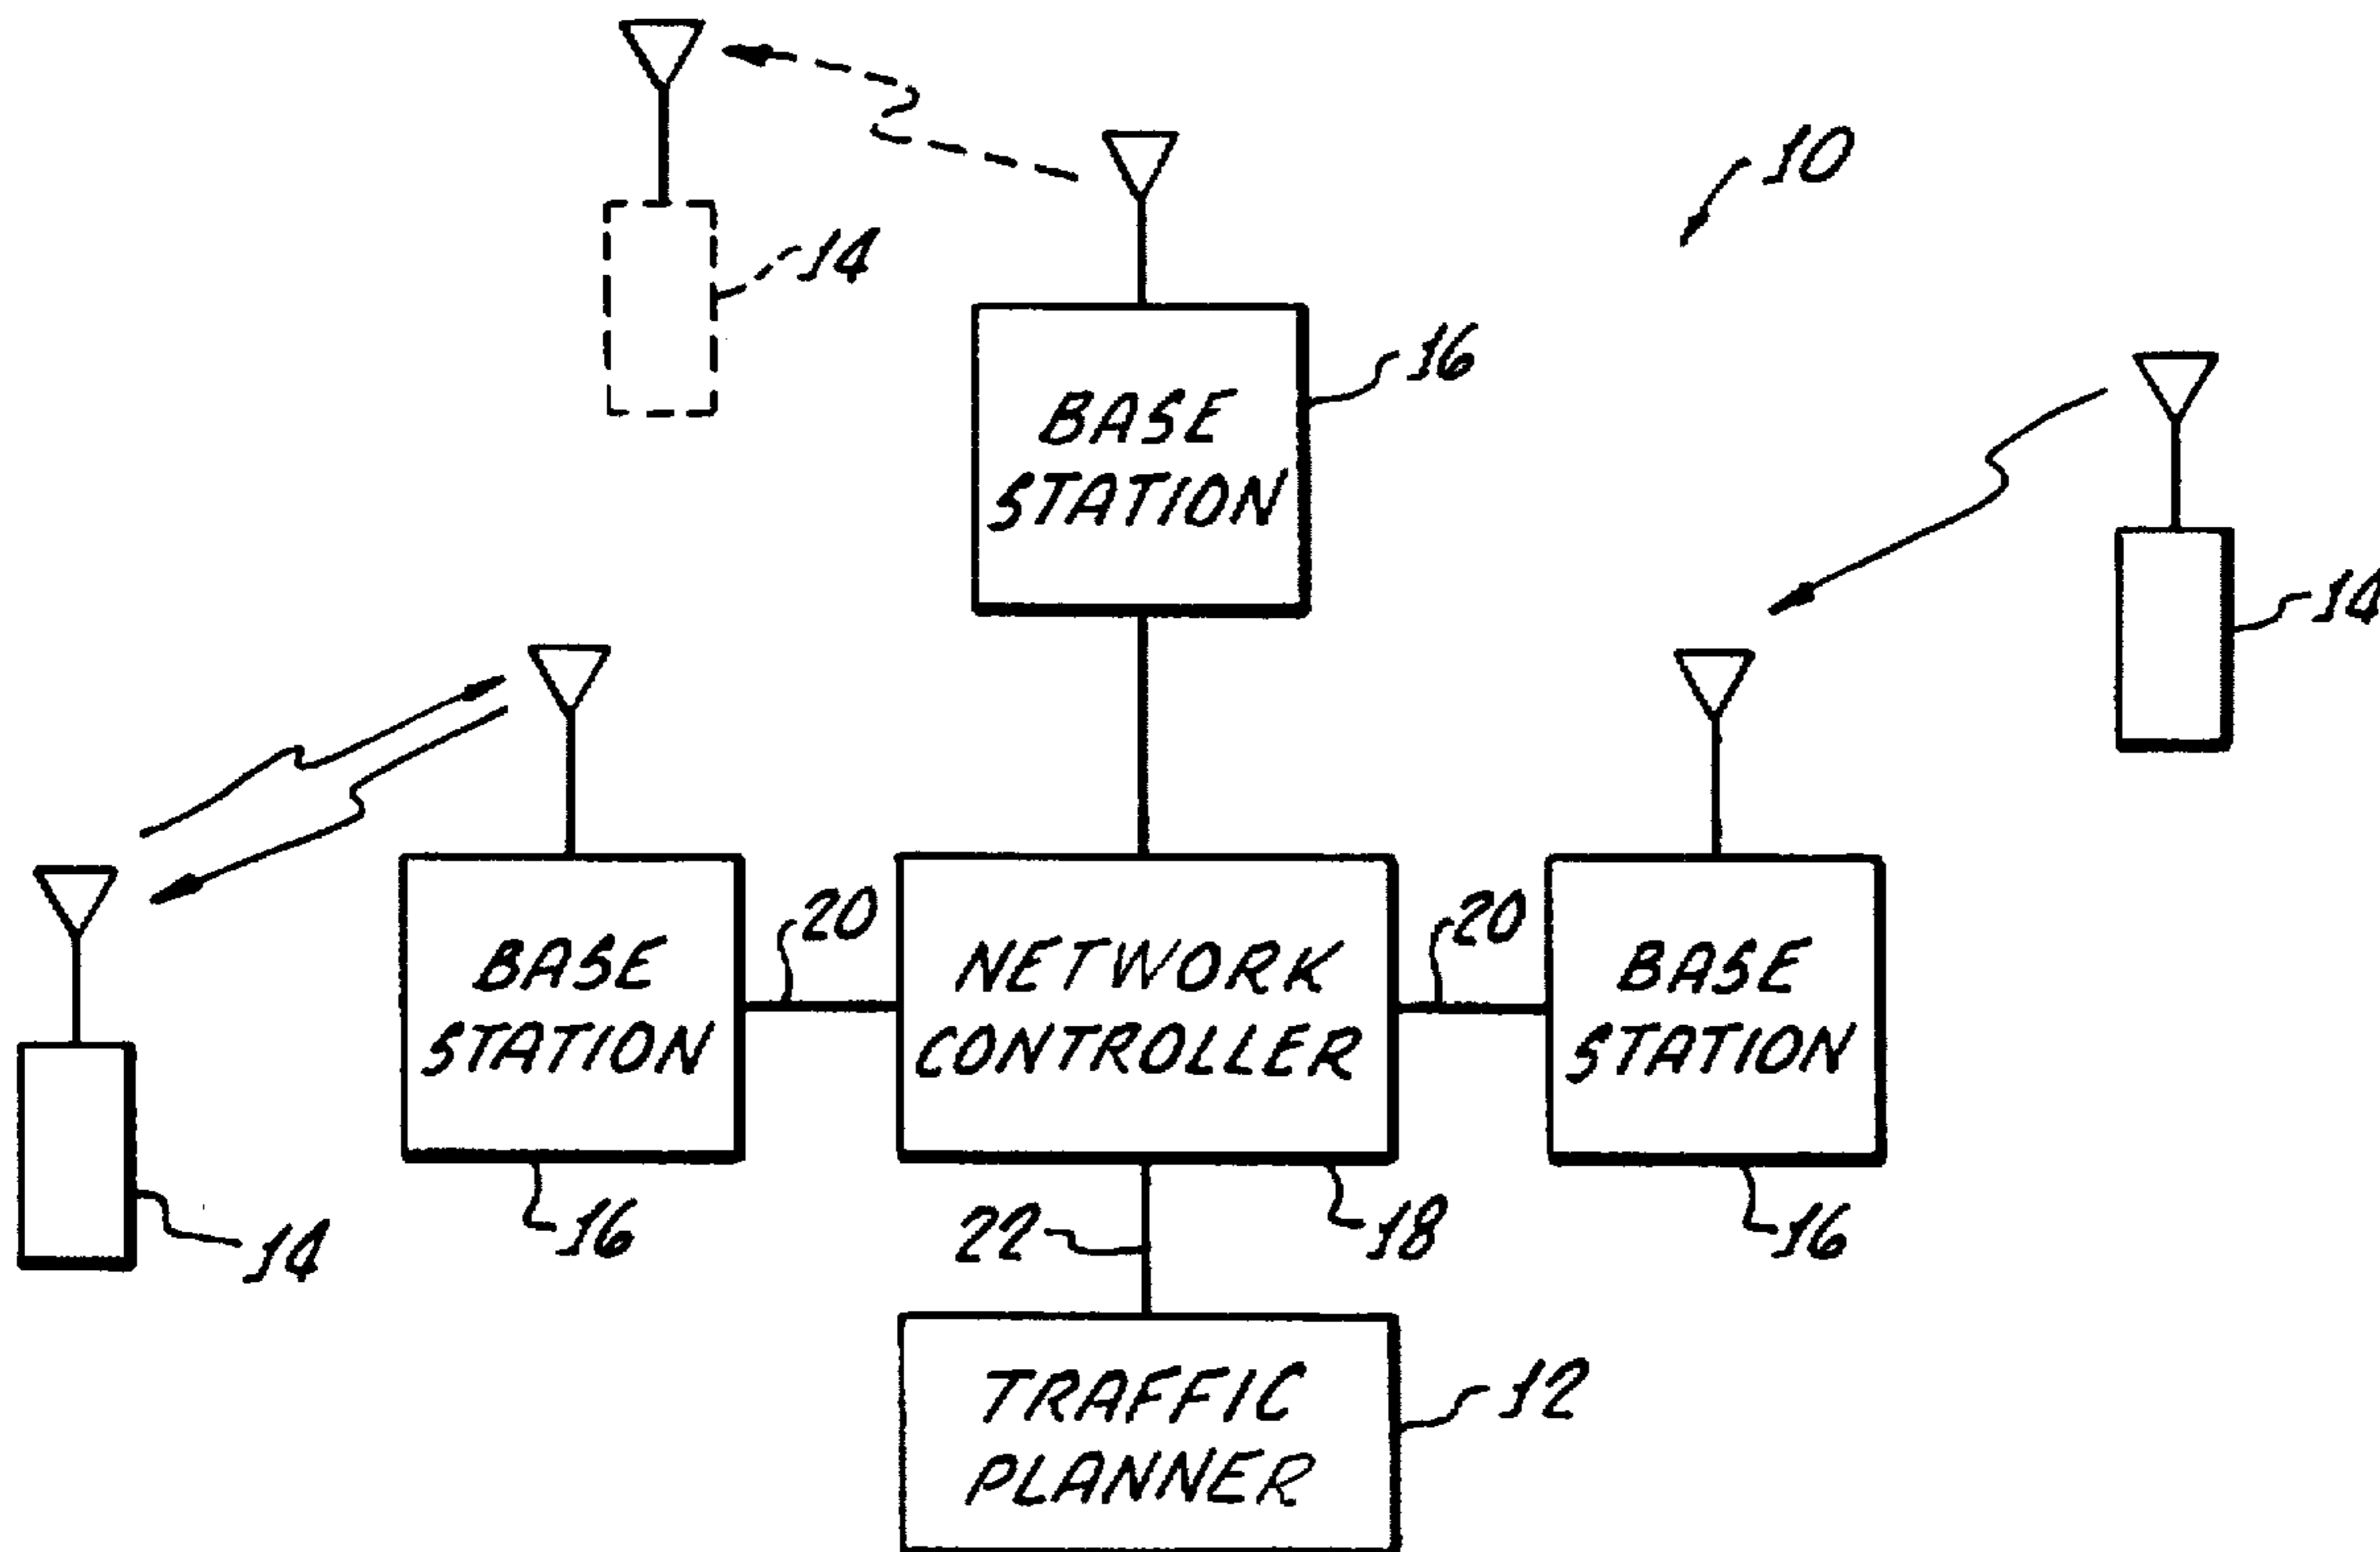 10
14
16
BASE
STATION
14
20
20
BASE
STATION
NETWORK
CONTROLLER
BASE
STATION
14
16
22
18
16
TRAFFIC
PLANNER
12